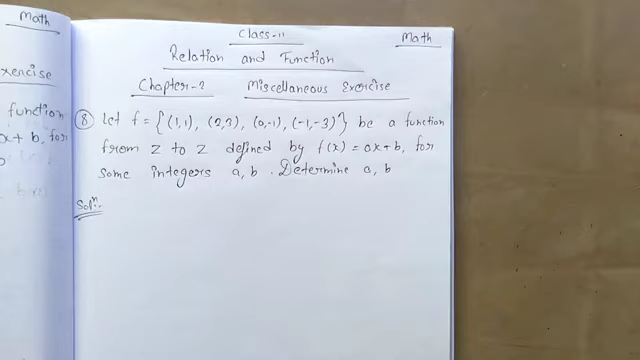 Math
xercise
function
x+b, for
Class-11
Math
Relation and Function
Chapter-2 Miscellaneous Exercise
8 Let f = {(1,1), (2,3), (0,-1), (-1,-3)} be a function
from Z to Z defined by f(x) = ax+b, for
some integers a,b. Determine a, b
Solⁿ:-